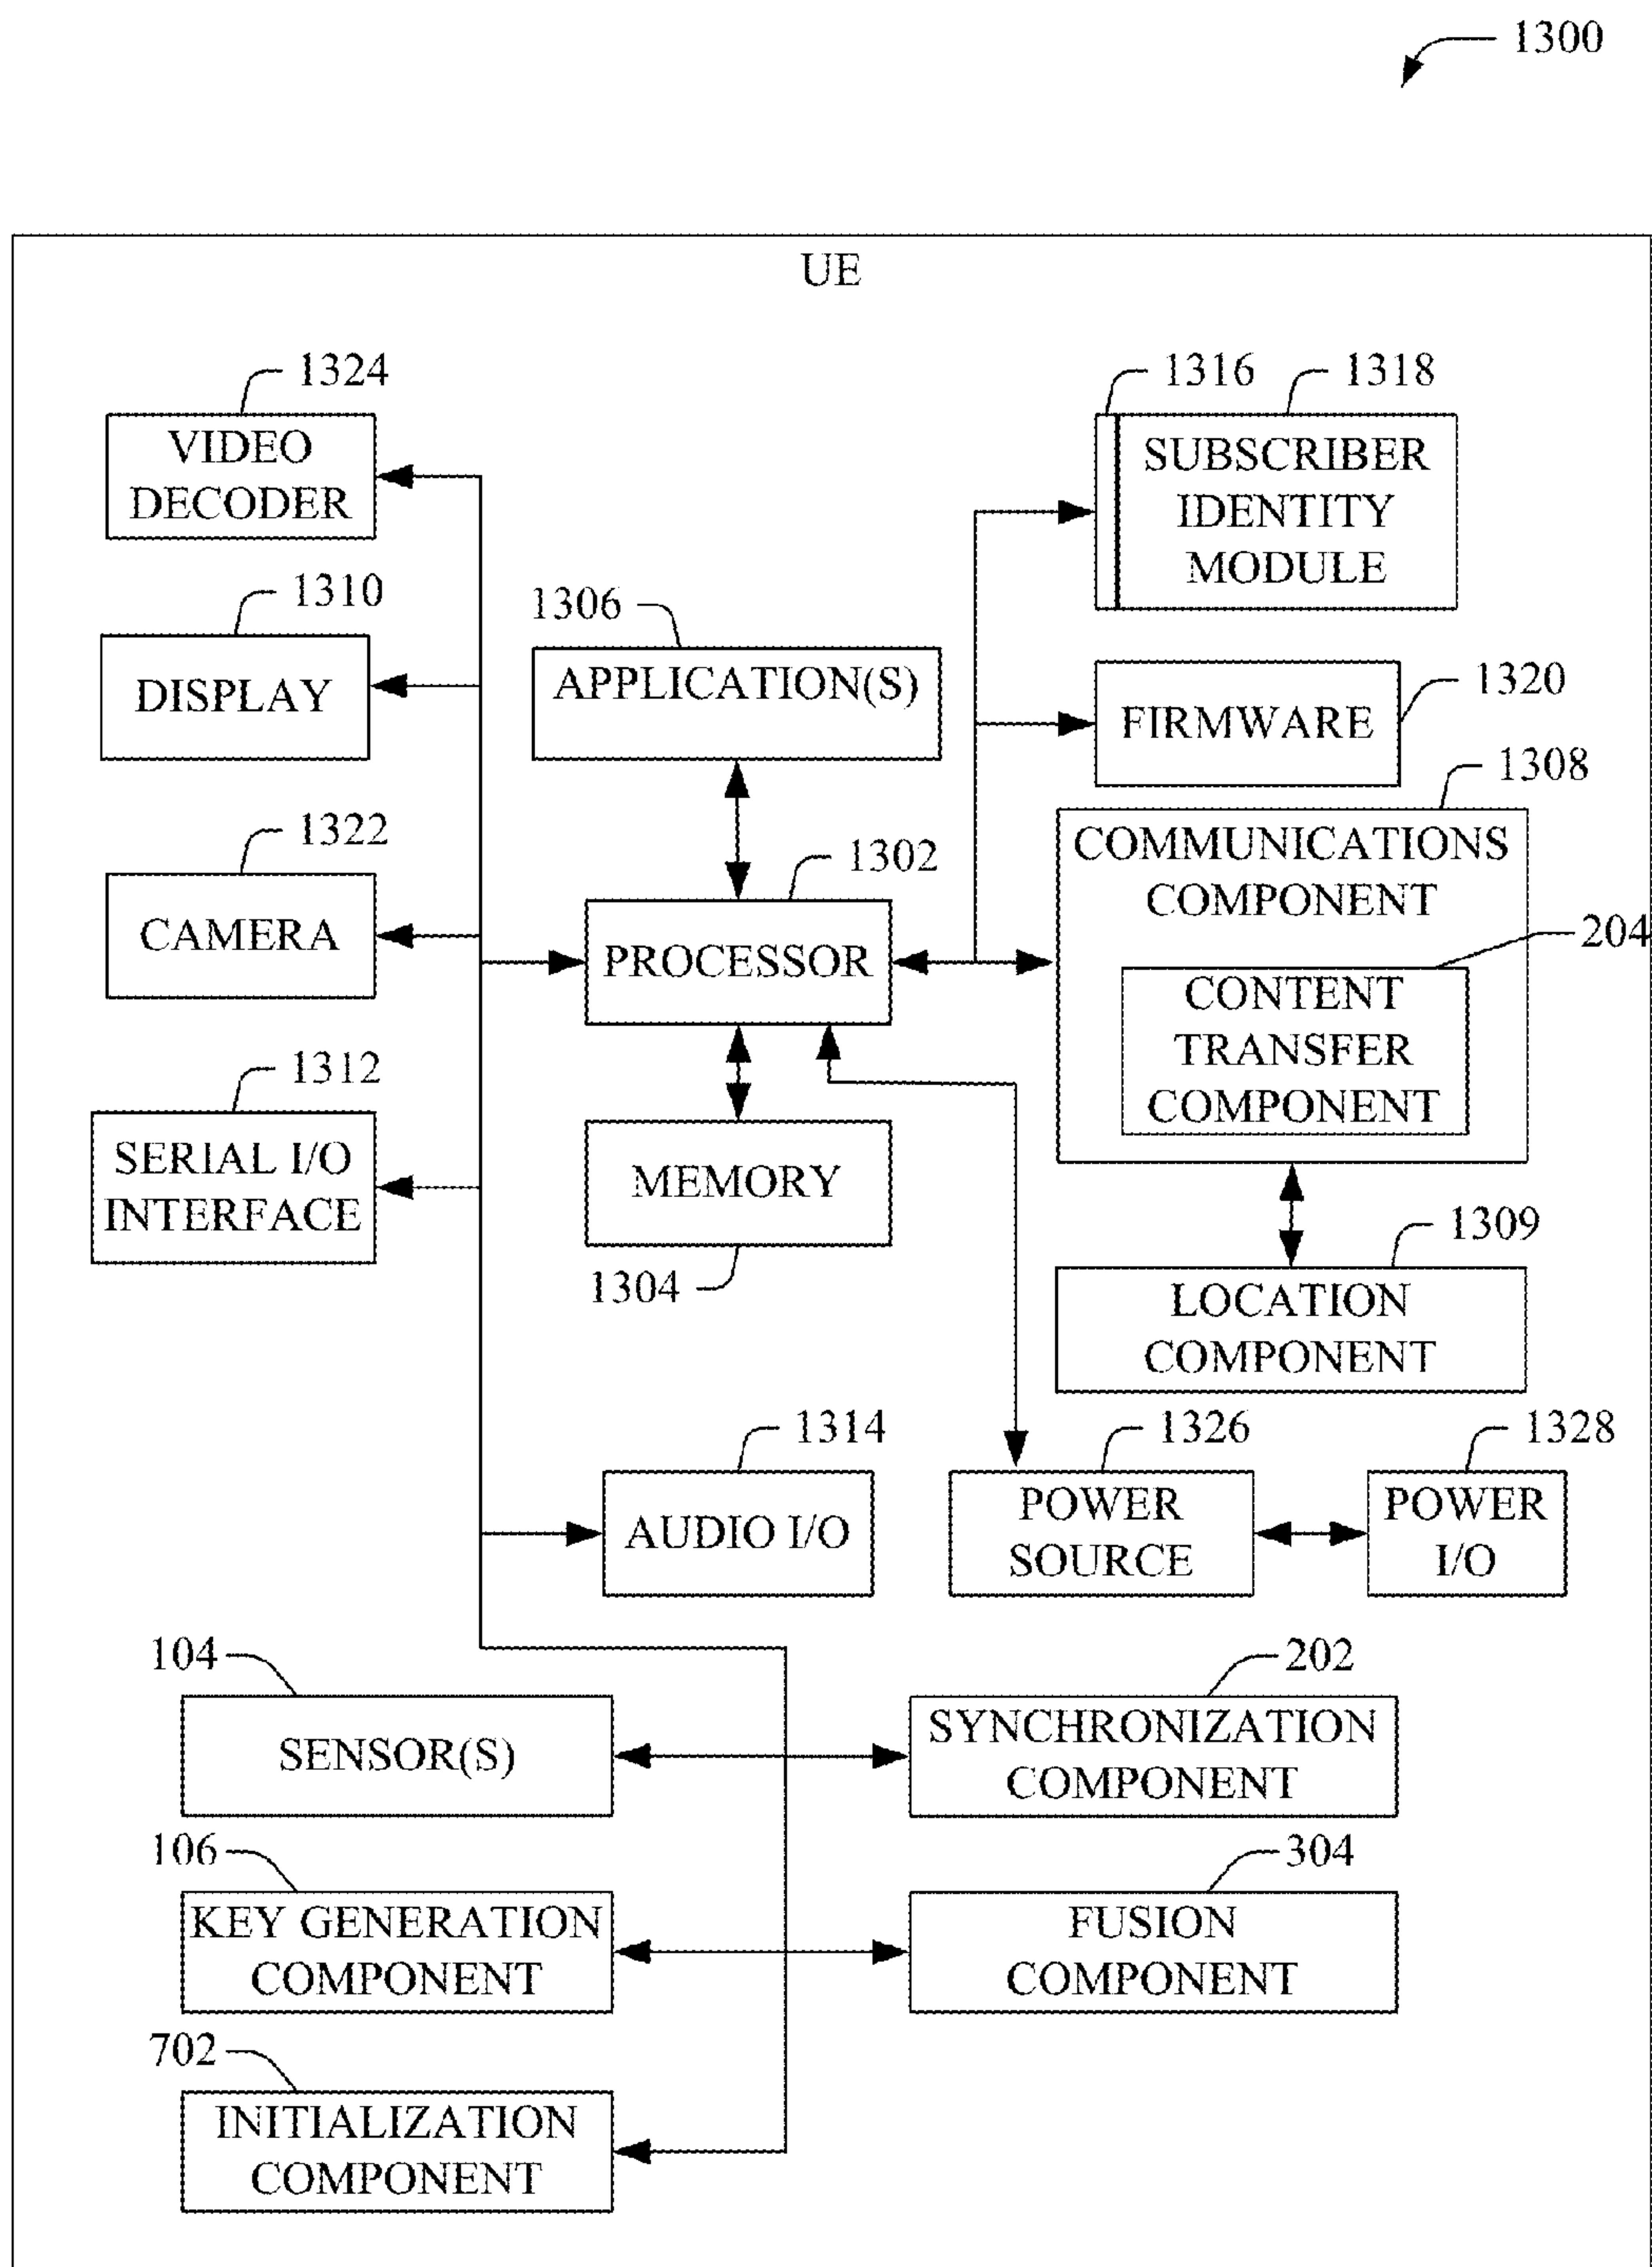 1300
UE
1324
VIDEO
DECODER
1316
1318
SUBSCRIBER
IDENTITY
MODULE
1310
DISPLAY
1306
APPLICATION(S)
1320
FIRMWARE
1308
COMMUNICATIONS
COMPONENT
204
CONTENT
TRANSFER
COMPONENT
1322
CAMERA
1302
PROCESSOR
1312
SERIAL I/O
INTERFACE
MEMORY
1304
1309
LOCATION
COMPONENT
1314
AUDIO I/O
1326
POWER
SOURCE
1328
POWER
I/O
104
SENSOR(S)
202
SYNCHRONIZATION
COMPONENT
106
KEY GENERATION
COMPONENT
304
FUSION
COMPONENT
702
INITIALIZATION
COMPONENT